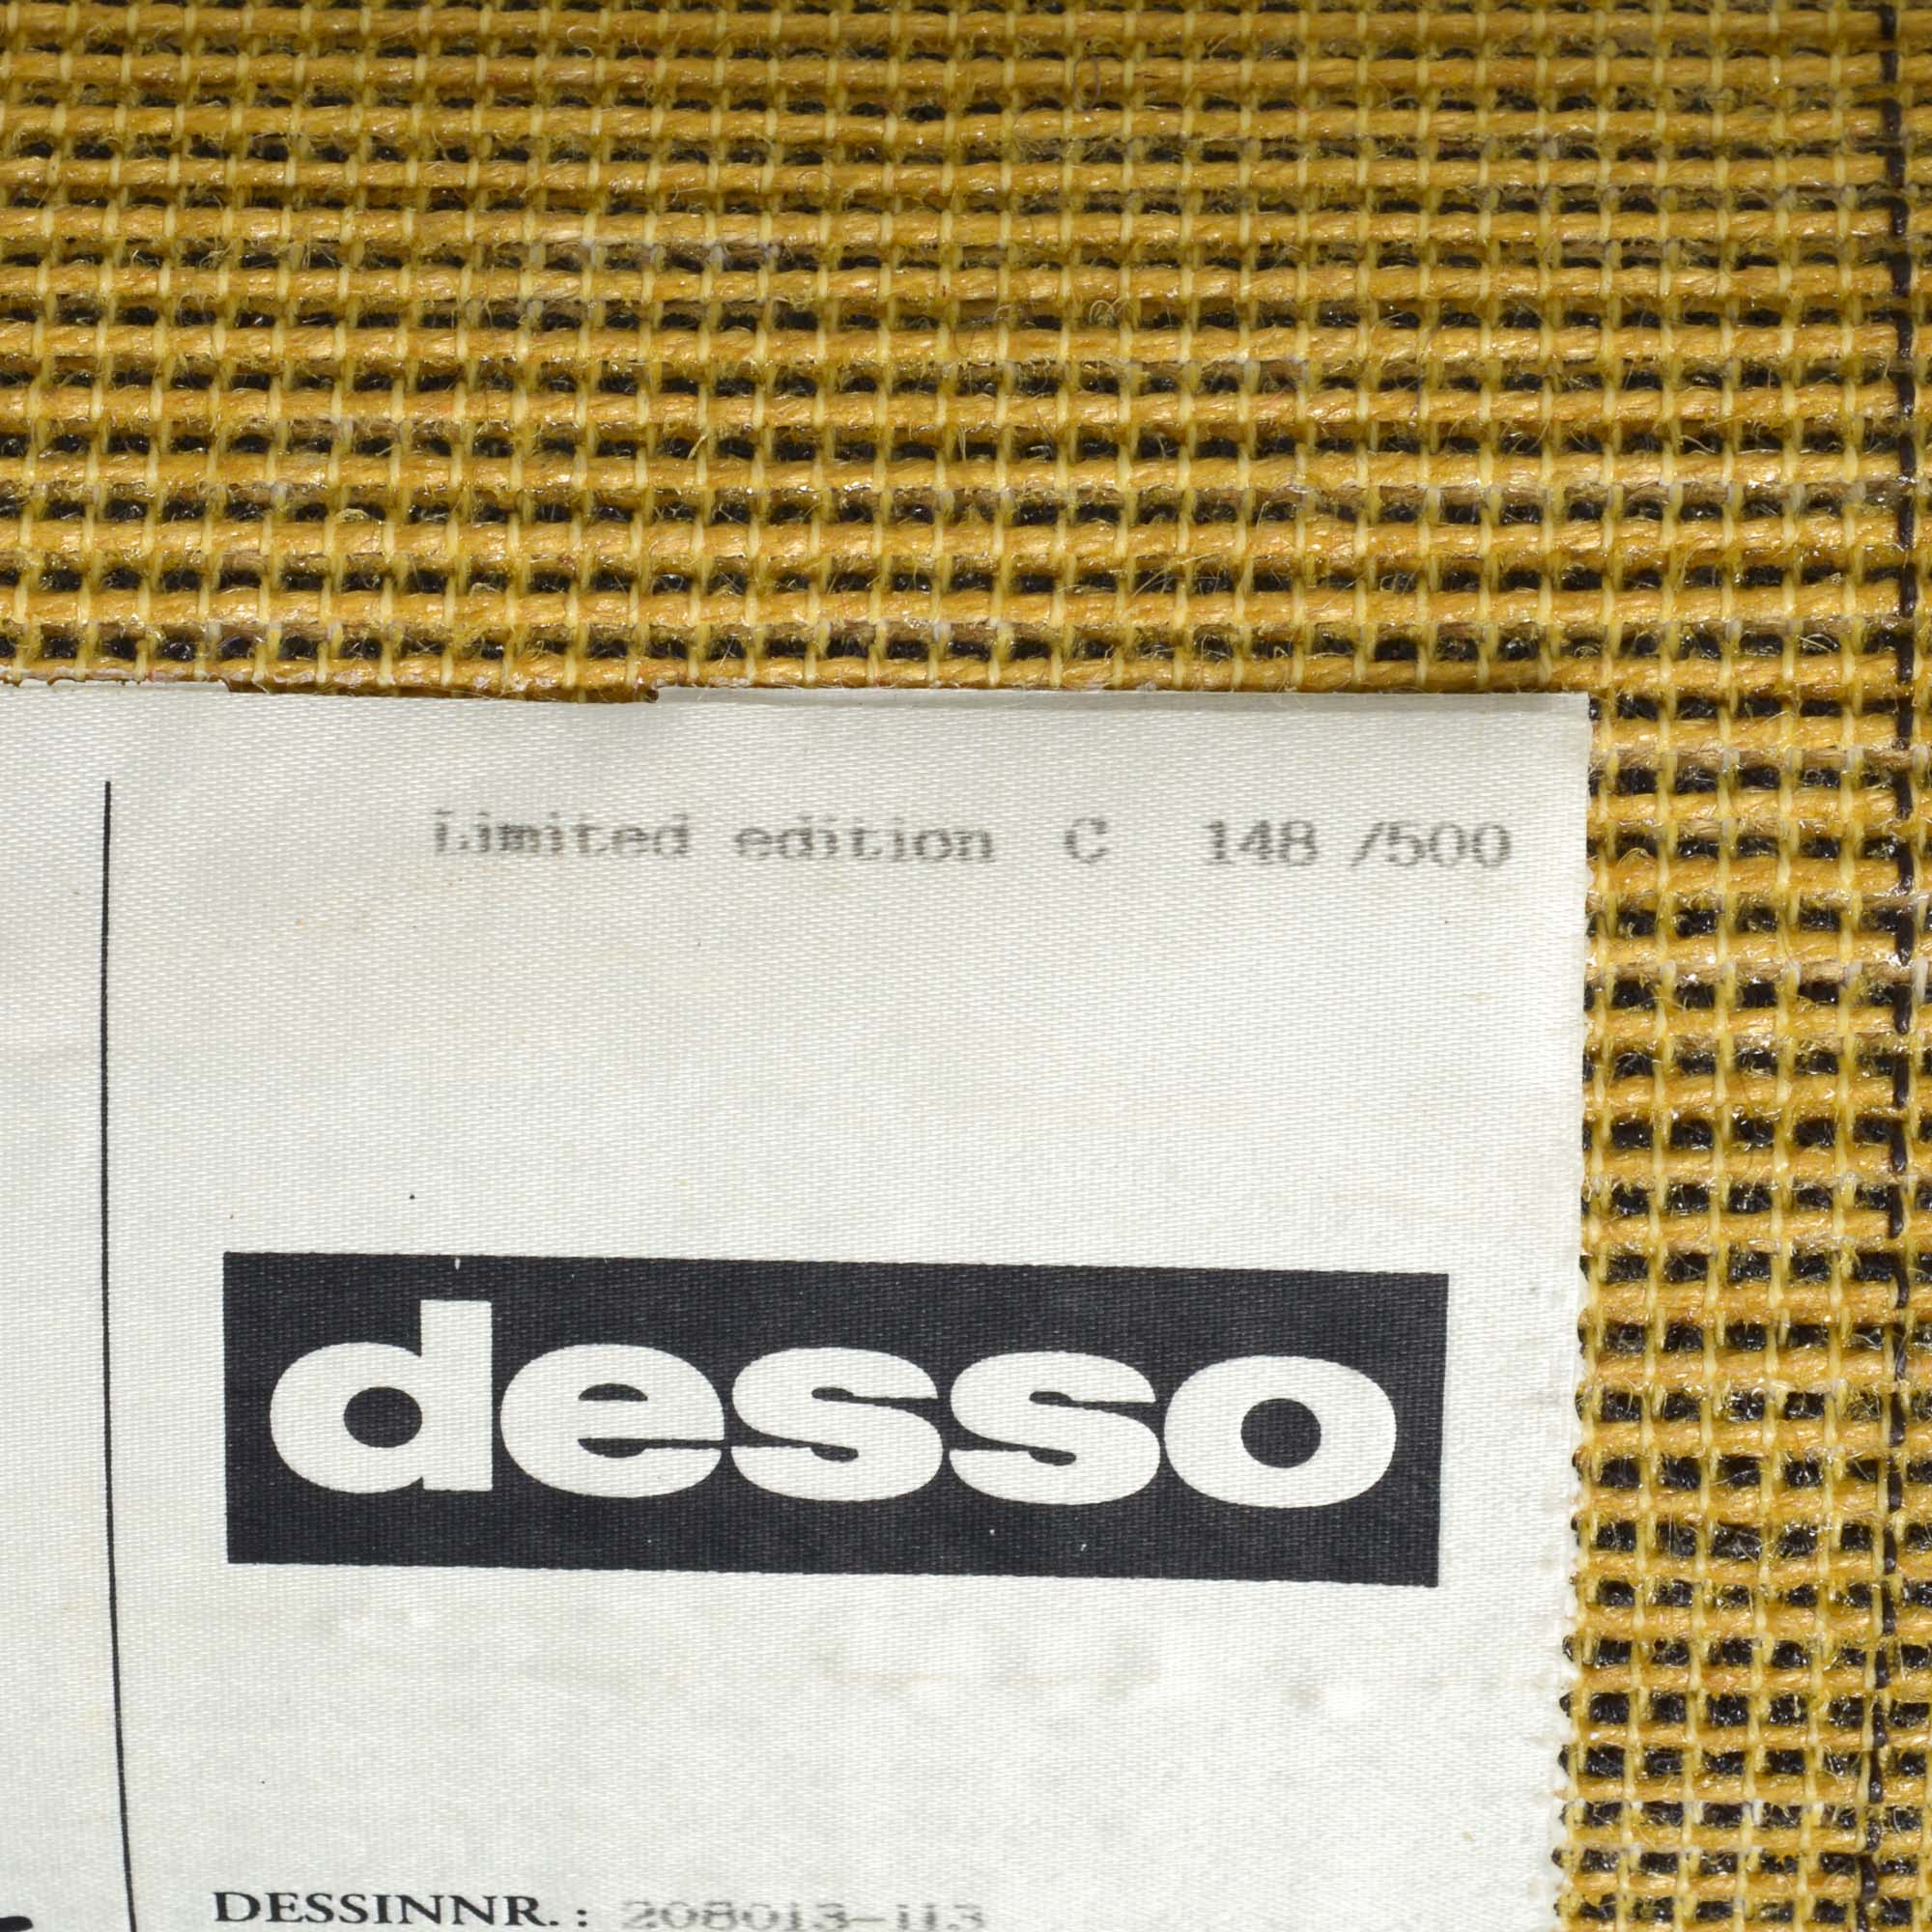 Limited edition C 148 /500
desso
DESSINNR.: 208013-113